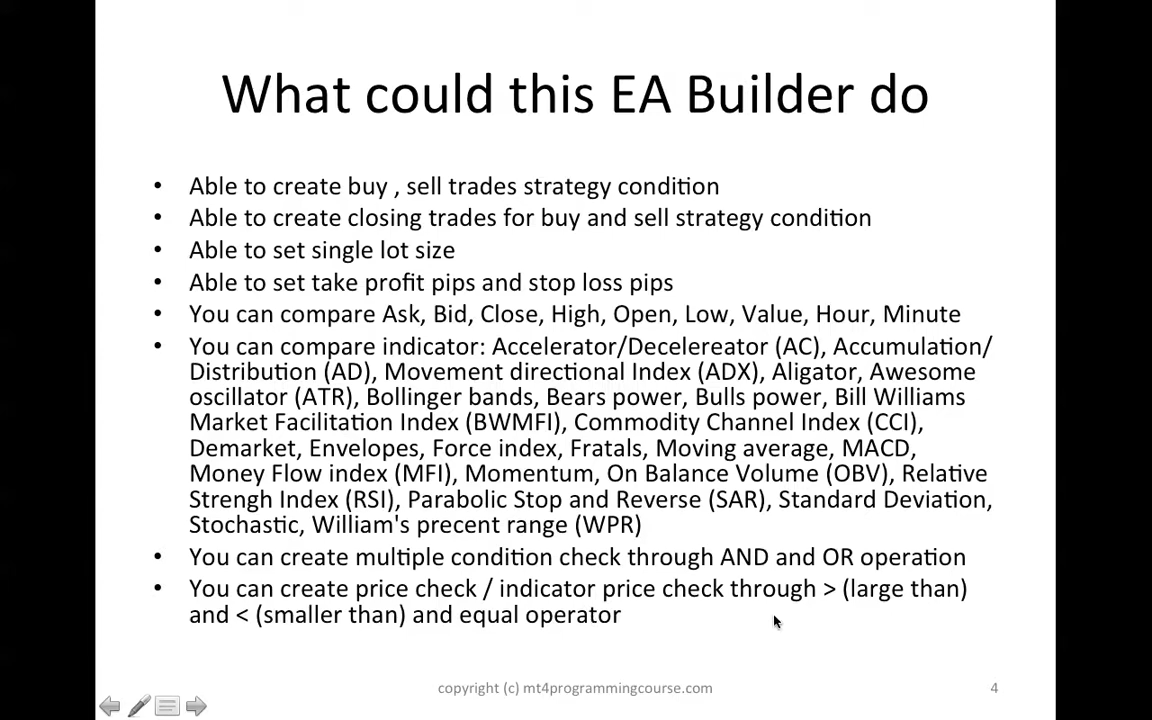 What could this EA Builder do
• Able to create buy , sell trades strategy condition
• Able to create closing trades for buy and sell strategy condition
• Able to set single lot size
• Able to set take profit pips and stop loss pips
• You can compare Ask, Bid, Close, High, Open, Low, Value, Hour, Minute
• You can compare indicator: Accelerator/Decelereator (AC), Accumulation/
Distribution (AD), Movement directional Index (ADX), Aligator, Awesome
oscillator (ATR), Bollinger bands, Bears power, Bulls power, Bill Williams
Market Facilitation Index (BWMFI), Commodity Channel Index (CCI),
Demarket, Envelopes, Force index, Fratals, Moving average, MACD,
Money Flow index (MFI), Momentum, On Balance Volume (OBV), Relative
Strengh Index (RSI), Parabolic Stop and Reverse (SAR), Standard Deviation,
Stochastic, William's precent range (WPR)
• You can create multiple condition check through AND and OR operation
• You can create price check / indicator price check through > (large than)
and < (smaller than) and equal operator
copyright (c) mt4programmingcourse.com
4